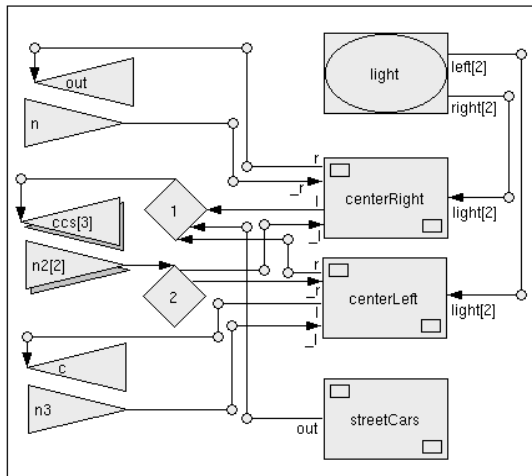 out
n
ccs[3]
n2[2]
c
n3
1
2
light
left[2]
right[2]
r
_r
l
_l
centerRight
light[2]
r
_r
l
_l
centerLeft
light[2]
out
streetCars